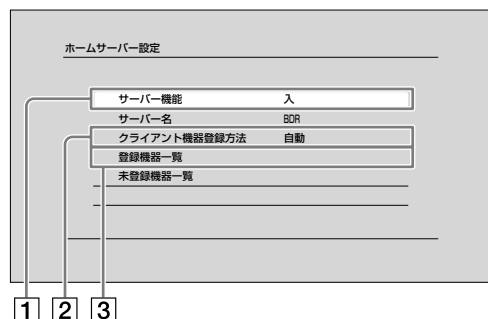 ホームサーバー設定
サーバー機能 入
サーバー名 BDR
クライアント機器登録方法 自動
登録機器一覧
未登録機器一覧
1 2 3